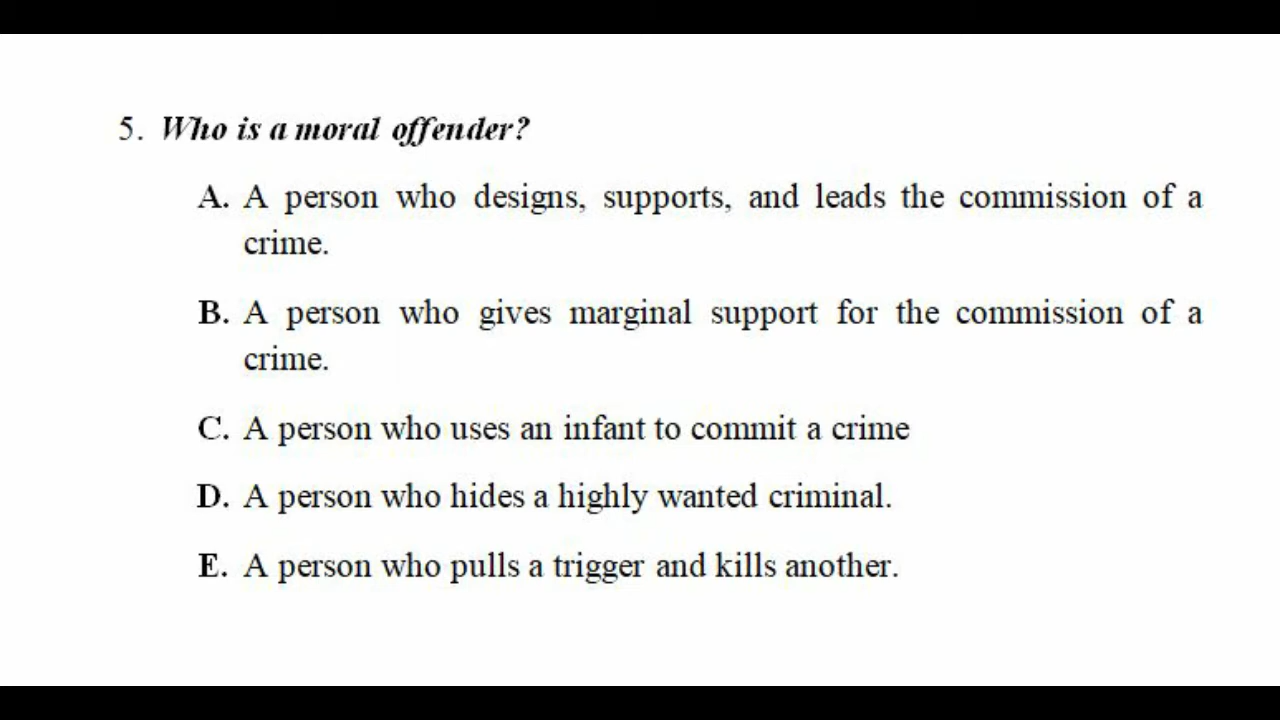 5. Who is a moral offender?
A. A person who designs, supports, and leads the commission of a
crime.
B. A person who gives marginal support for the commission of a
crime.
C. A person who uses an infant to commit a crime
D. A person who hides a highly wanted criminal.
E. A person who pulls a trigger and kills another.